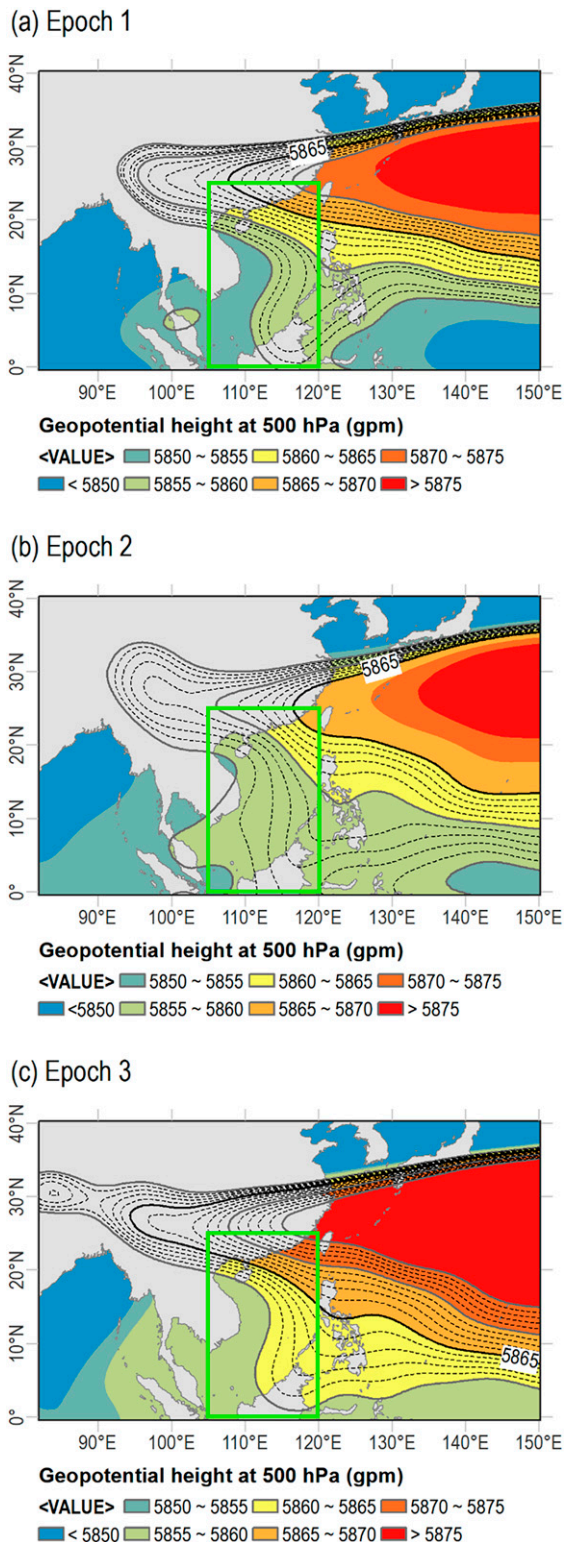 (a) Epoch 1
40°N
30°N
20°N
10°N
0°
5865
90°E 100°E 110°E 120°E 130°E 140°E 150°E
Geopotential height at 500 hPa (gpm)
<VALUE> 5850 ~ 5855 5860 ~ 5865 5870 ~ 5875
< 5850 5855 ~ 5860 5865 ~ 5870 > 5875
(b) Epoch 2
40°N
30°N
20°N
10°N
0°
5865
90°E 100°E 110°E 120°E 130°E 140°E 150°E
Geopotential height at 500 hPa (gpm)
<VALUE> 5850 ~ 5855 5860 ~ 5865 5870 ~ 5875
<5850 5855 ~ 5860 5865 ~ 5870 > 5875
(c) Epoch 3
40°N
30°N
20°N
10°N
0°
5865
90°E 100°E 110°E 120°E 130°E 140°E 150°E
Geopotential height at 500 hPa (gpm)
<VALUE> 5850 ~ 5855 5860 ~ 5865 5870 ~ 5875
< 5850 5855 ~ 5860 5865 ~ 5870 > 5875